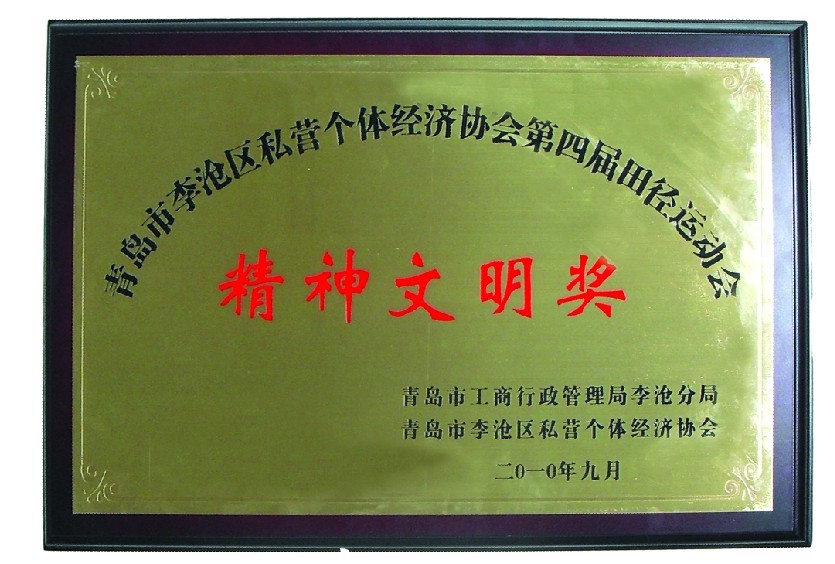 青岛市李沧区私营个体经济协会第四届田径运动会
精神文明奖
青岛市工商行政管理局李沧分局
青岛市李沧区私营个体经济协会
二0一0年九月